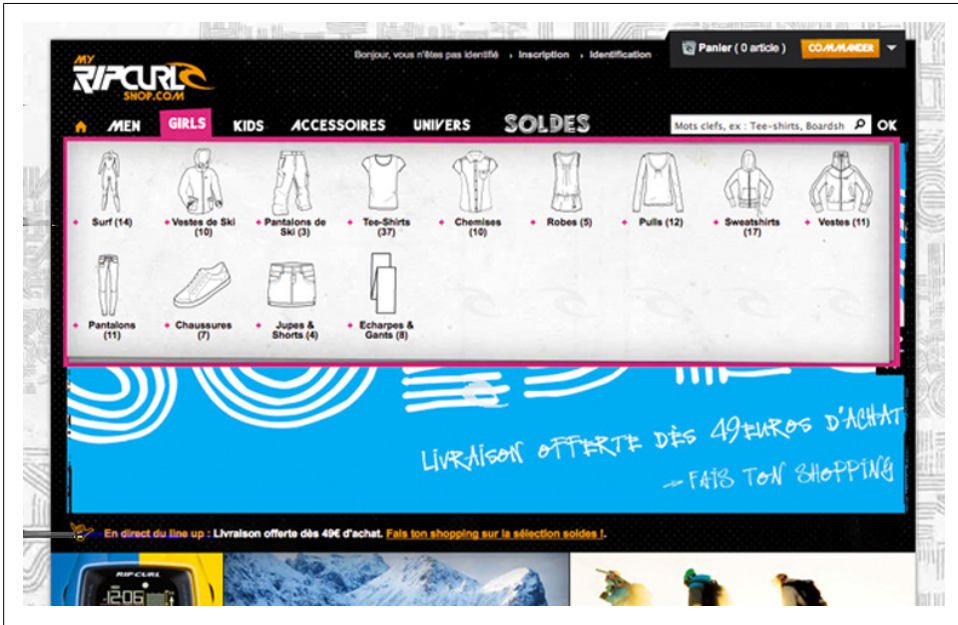 Bonjour, vous n'êtes pas identifié Inscription Identification
Panier ( 0 article ) COMMANDER
MY
RIPCURL
SHOP.COM
MEN GIRLS KIDS ACCESSOIRES UNIVERS SOLDES
Mots clefs, ex : Tee-shirts, Boardsh OK
Surf (14) Vestes de Ski (10) Pantalons de Ski (3) Tee-Shirts (37) Chemises (10) Robes (5) Pulls (12) Sweatshirts (17) Vestes (11)
Pantalons (11) Chaussures (7) Jupes & Shorts (4) Echarpes & Gants (8)
LIVRAISON OFFERTE DÈS 49EUROS D'ACHAT
FAIS TON SHOPPING
En direct du line up : Livraison offerte dès 49€ d'achat. Fais ton shopping sur la sélection soldes !.
RIP CURL
12:06